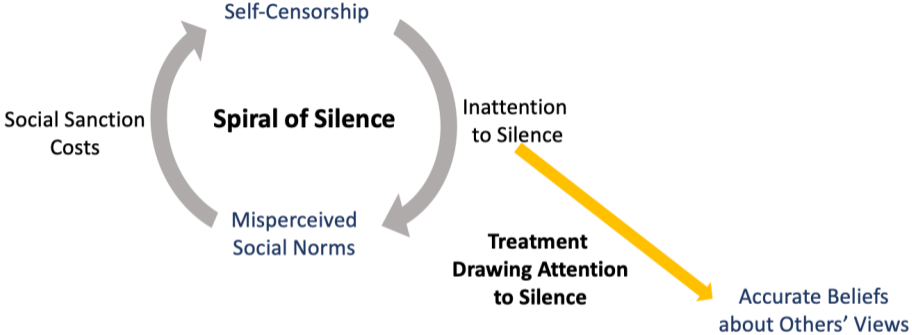 Self-Censorship
Social Sanction
Costs
Spiral of Silence
Inattention
to Silence
Misperceived
Social Norms
Treatment
Drawing Attention
to Silence
Accurate Beliefs
about Others’ Views